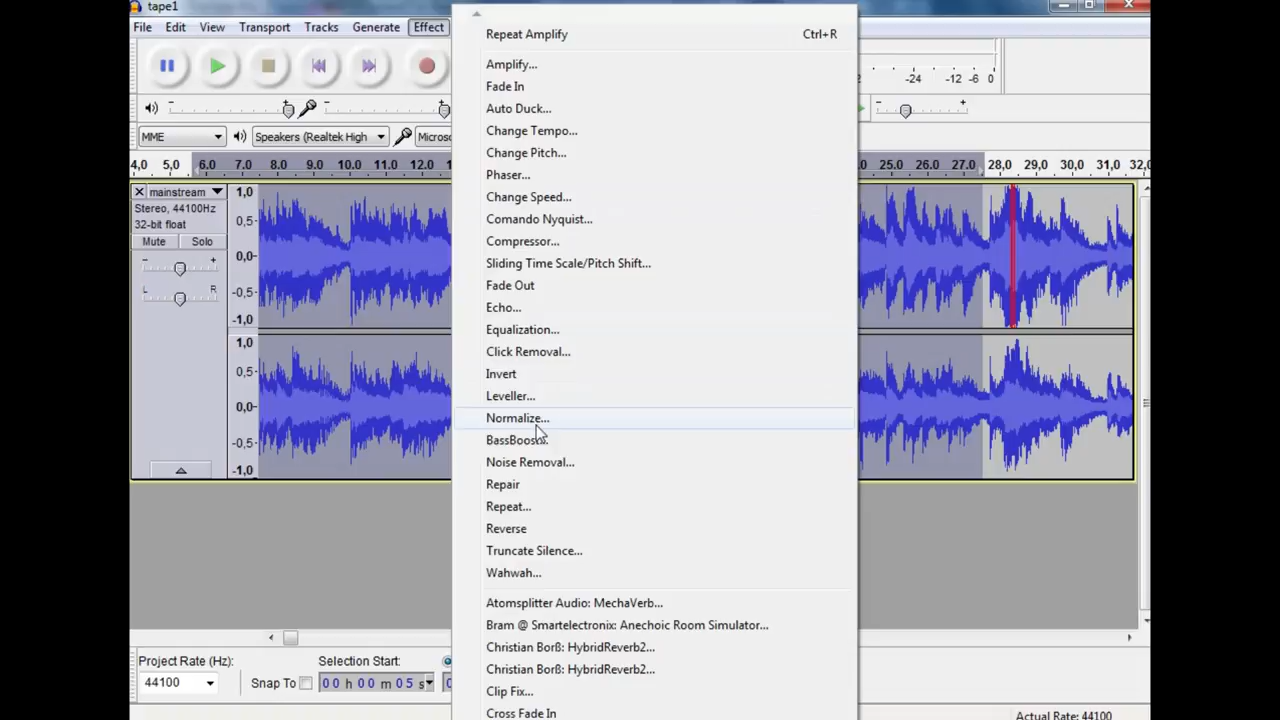 tape1
File Edit View Transport Tracks Generate Effect
Repeat Amplify Ctrl+R
Amplify...
Fade In
Auto Duck...
Change Tempo...
Change Pitch...
Phaser...
Change Speed...
Comando Nyquist...
Compressor...
Sliding Time Scale/Pitch Shift...
Fade Out
Echo...
Equalization...
Click Removal...
Invert
Leveller...
Normalize...
BassBoost...
Noise Removal...
Repair
Repeat...
Reverse
Truncate Silence...
Wahwah...
Atomsplitter Audio: MechaVerb...
Bram @ Smartelectronix: Anechoic Room Simulator...
Christian Borß: HybridReverb2...
Christian Borß: HybridReverb2...
Clip Fix...
Cross Fade In
-24 -12 -6 0
- + - + - +
MME Speakers (Realtek High Micros
4,0 5,0 6.0 7.0 8.0 9.0 10.0 11.0 12.0 25.0 26.0 27.0 28,0 29,0 30,0 31,0 32,0
mainstream
Stereo, 44100Hz
32-bit float
Mute Solo
- +
L R
1,0
0,5-
0,0-
-0,5-
-1,0
1,0
0,5-
0,0-
-0,5-
-1,0
Project Rate (Hz): Selection Start:
44100 Snap To 00 h 00 m 05 s
Actual Rate: 44100